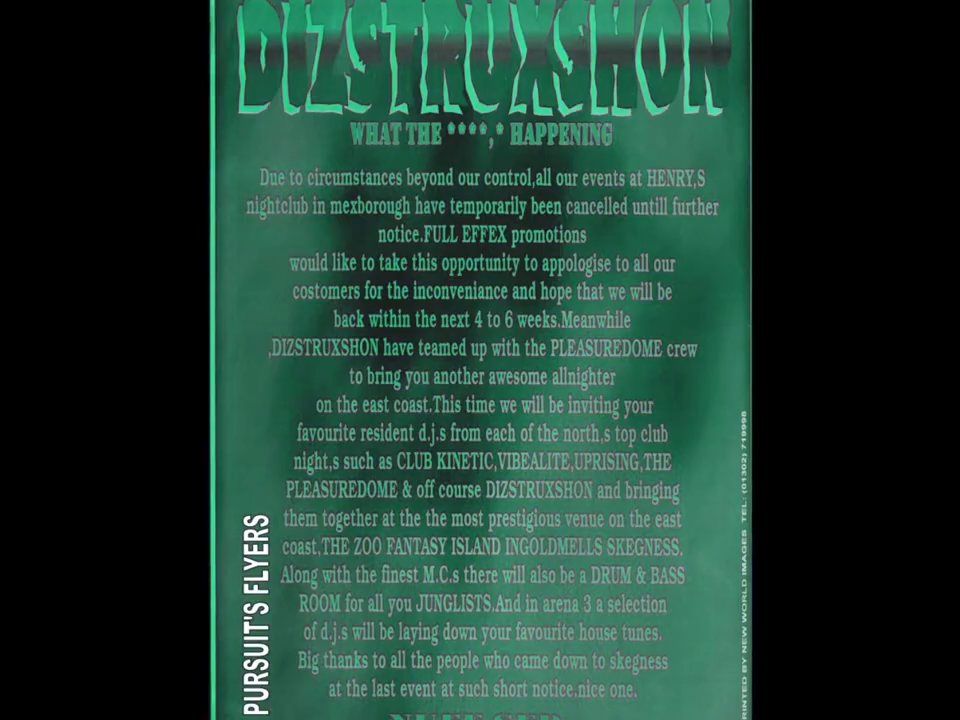 DIZSTRUXSHON
WHAT THE ****,* HAPPENING
Due to circumstances beyond our control,all our events at HENRY,S
nightclub in mexborough have temporarily been cancelled untill further
notice.FULL EFFEX promotions
would like to take this opportunity to appologise to all our
costomers for the inconveniance and hope that we will be
back within the next 4 to 6 weeks.Meanwhile
,DIZSTRUXSHON have teamed up with the PLEASUREDOME crew
to bring you another awesome allnighter
on the east coast.This time we will be inviting your
favourite resident d.j.s from each of the north,s top club
night,s such as CLUB KINETIC,VIBEALITE,UPRISING,THE
PLEASUREDOME & off course DIZSTRUXSHON and bringing
them together at the the most prestigious venue on the east
coast,THE ZOO FANTASY ISLAND INGOLDMELLS SKEGNESS.
Along with the finest M.C.s there will also be a DRUM & BASS
ROOM for all you JUNGLISTS.And in arena 3 a selection
of d.j.s will be laying down your favourite house tunes.
Big thanks to all the people who came down to skegness
at the last event at such short notice.nice one.
PURSUIT'S FLYERS
RINTED BY NEW WORLD IMAGES TEL: (01302) 719998